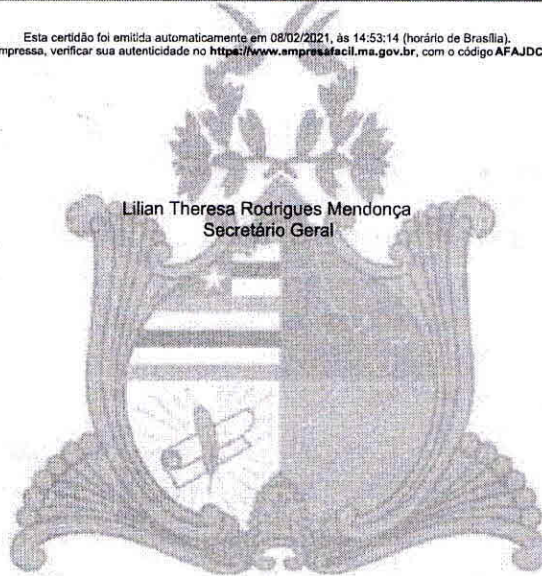 Esta certidão foi emitida automaticamente em 08/02/2021, às 14:53:14 (horário de Brasília).
mpressa, verificar sua autenticidade no https://www.empresafacil.ma.gov.br, com o código AFAJDC
Lilian Theresa Rodrigues Mendonça
Secretário Geral